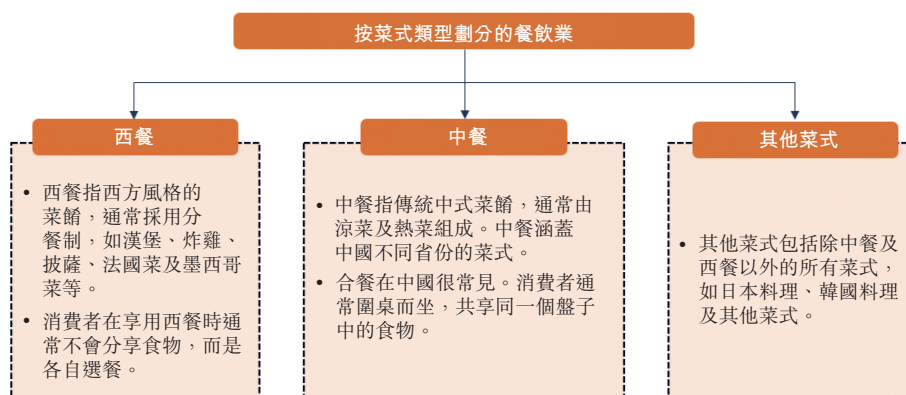 按菜式類型劃分的餐飲業
西餐
• 西餐指西方風格的
菜餚，通常採用分
餐制，如漢堡、炸雞、
披薩、法國菜及墨西哥
菜等。
• 消費者在享用西餐時通
常不會分享食物，而是
各自選餐。
中餐
• 中餐指傳統中式菜餚，通常由
涼菜及熱菜組成。中餐涵蓋
中國不同省份的菜式。
• 合餐在中國很常見。消費者通
常圍桌而坐，共享同一個盤子
中的食物。
其他菜式
• 其他菜式包括除中餐及
西餐以外的所有菜式，
如日本料理、韓國料理
及其他菜式。